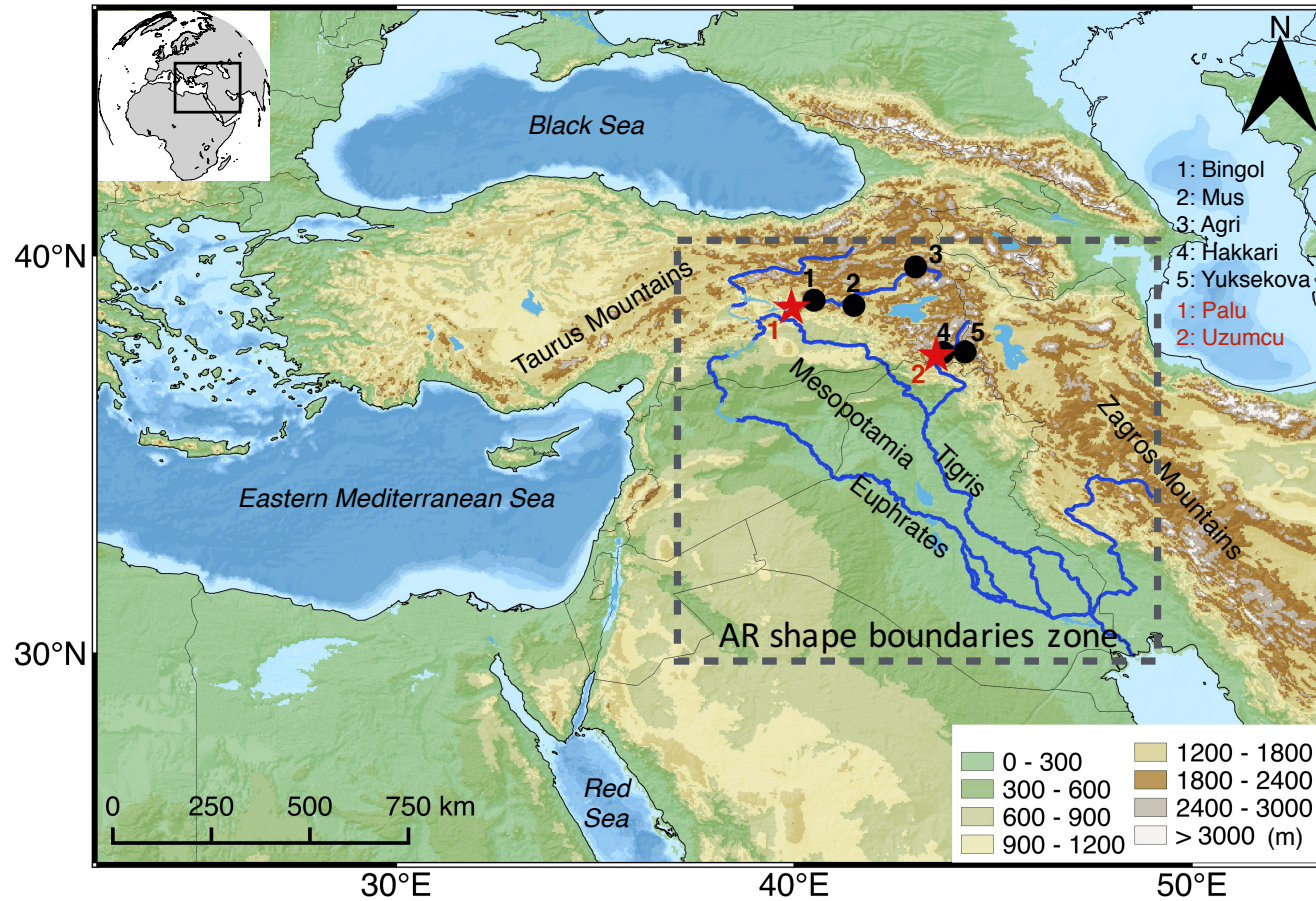 N
Black Sea
1: Bingol
2: Mus
3: Agri
4: Hakkari
5: Yuksekova
1: Palu
2: Uzumcu
40°N
30°N
Taurus Mountains
1
2
3
4
5
1
2
Mesopotamia
Tigris
Euphrates
Zagros Mountains
Eastern Mediterranean Sea
AR shape boundaries zone
Red
Sea
0 250 500 750 km
0 - 300
300 - 600
600 - 900
900 - 1200
1200 - 1800
1800 - 2400
2400 - 3000
> 3000 (m)
30°E
40°E
50°E